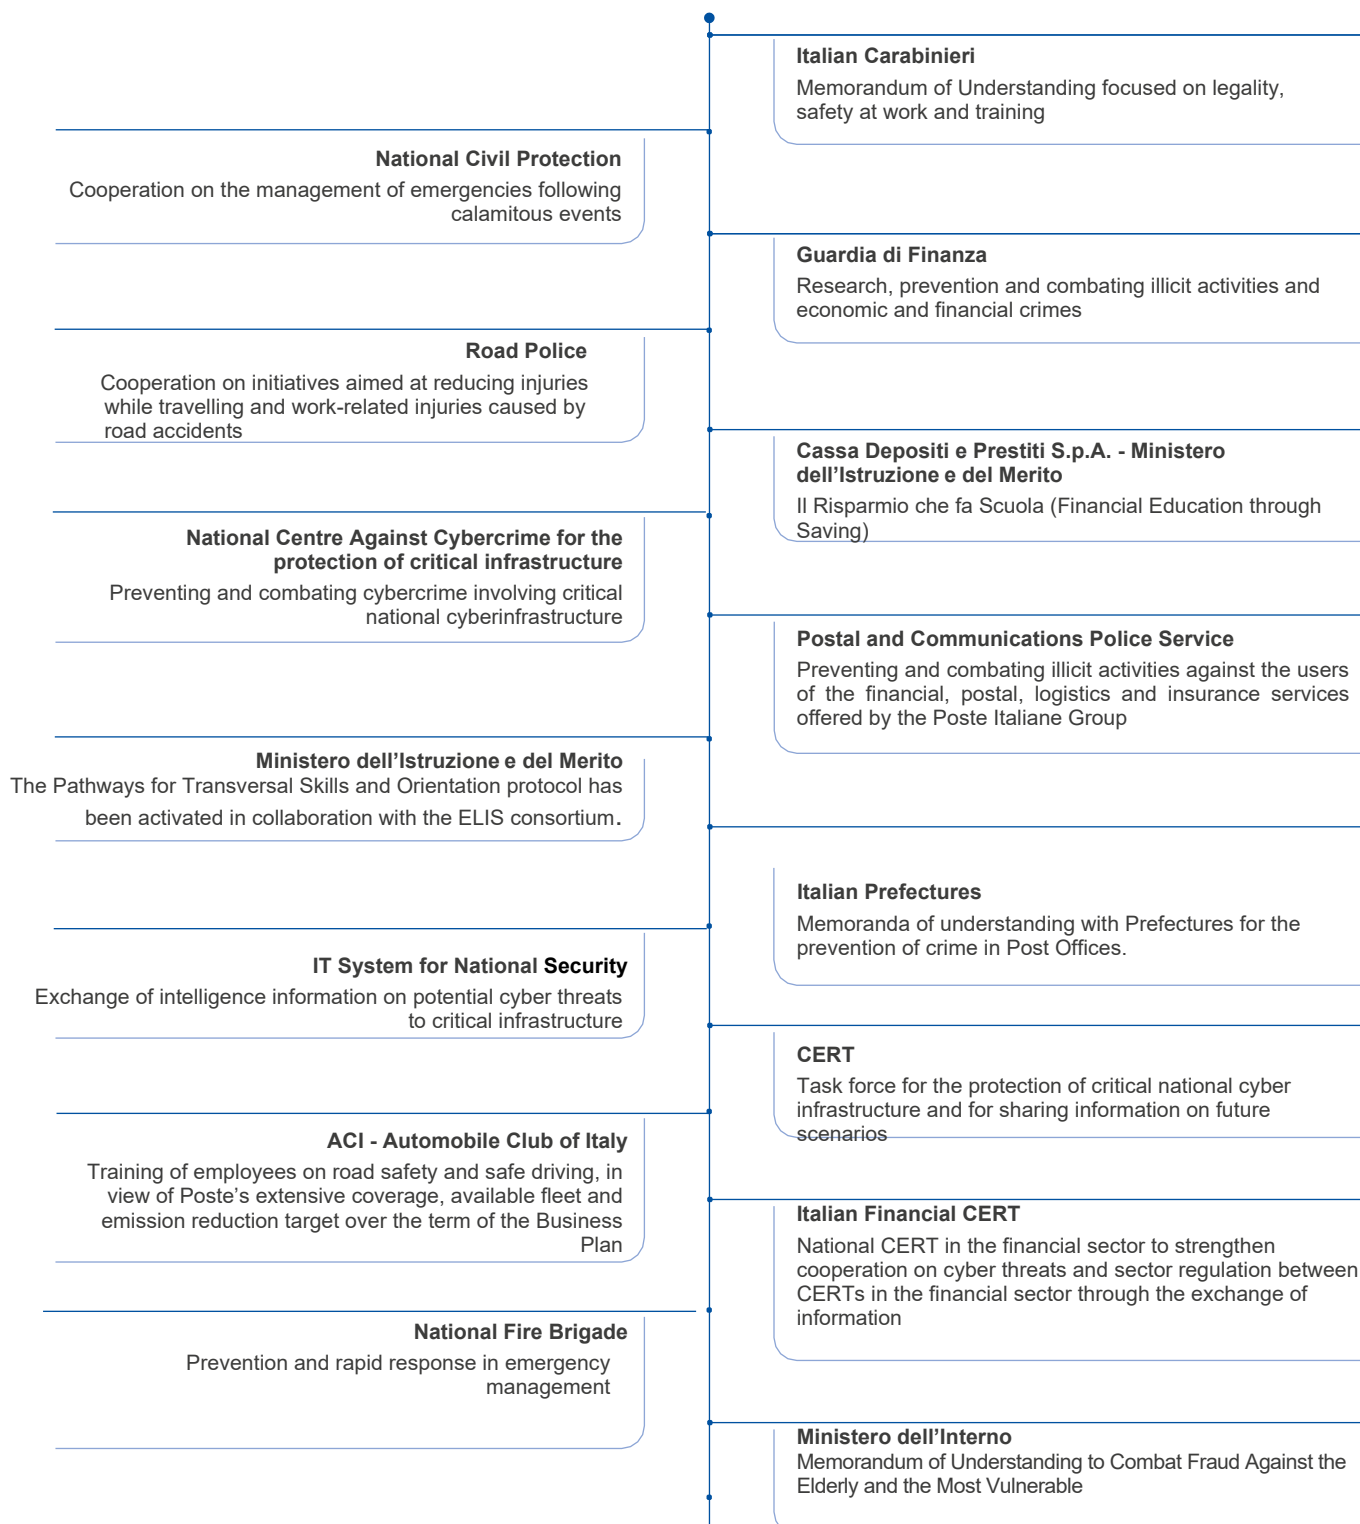 Italian Carabinieri
Memorandum of Understanding focused on legality,
safety at work and training
National Civil Protection
Cooperation on the management of emergencies following
calamitous events
Guardia di Finanza
Research, prevention and combating illicit activities and
economic and financial crimes
Road Police
Cooperation on initiatives aimed at reducing injuries
while travelling and work-related injuries caused by
road accidents
Cassa Depositi e Prestiti S.p.A. - Ministero
dell’Istruzione e del Merito
Il Risparmio che fa Scuola (Financial Education through
Saving)
National Centre Against Cybercrime for the
protection of critical infrastructure
Preventing and combating cybercrime involving critical
national cyberinfrastructure
Postal and Communications Police Service
Preventing and combating illicit activities against the users
of the financial, postal, logistics and insurance services
offered by the Poste Italiane Group
Ministero dell’Istruzione e del Merito
The Pathways for Transversal Skills and Orientation protocol has
been activated in collaboration with the ELIS consortium.
Italian Prefectures
Memoranda of understanding with Prefectures for the
prevention of crime in Post Offices.
IT System for National Security
Exchange of intelligence information on potential cyber threats
to critical infrastructure
CERT
Task force for the protection of critical national cyber
infrastructure and for sharing information on future
scenarios
ACI - Automobile Club of Italy
Training of employees on road safety and safe driving, in
view of Poste’s extensive coverage, available fleet and
emission reduction target over the term of the Business
Plan
Italian Financial CERT
National CERT in the financial sector to strengthen
cooperation on cyber threats and sector regulation between
CERTs in the financial sector through the exchange of
information
National Fire Brigade
Prevention and rapid response in emergency
management
Ministero dell’Interno
Memorandum of Understanding to Combat Fraud Against the
Elderly and the Most Vulnerable